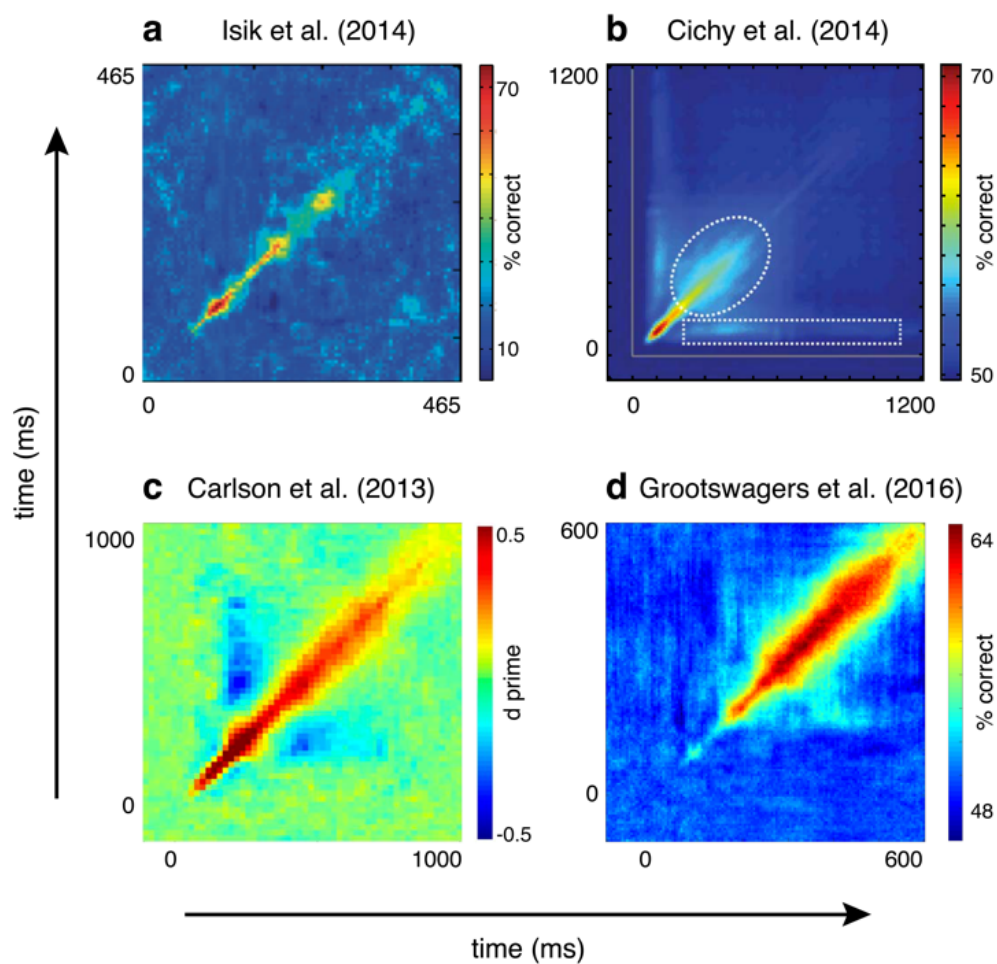 a Isik et al. (2014)
465
0
0
465
70
10
% correct
b Cichy et al. (2014)
1200
0
0
1200
70
50
% correct
time (ms)
c Carlson et al. (2013)
1000
0
0
1000
0.5
-0.5
d prime
d Grootswagers et al. (2016)
600
0
0
600
64
48
% correct
time (ms)